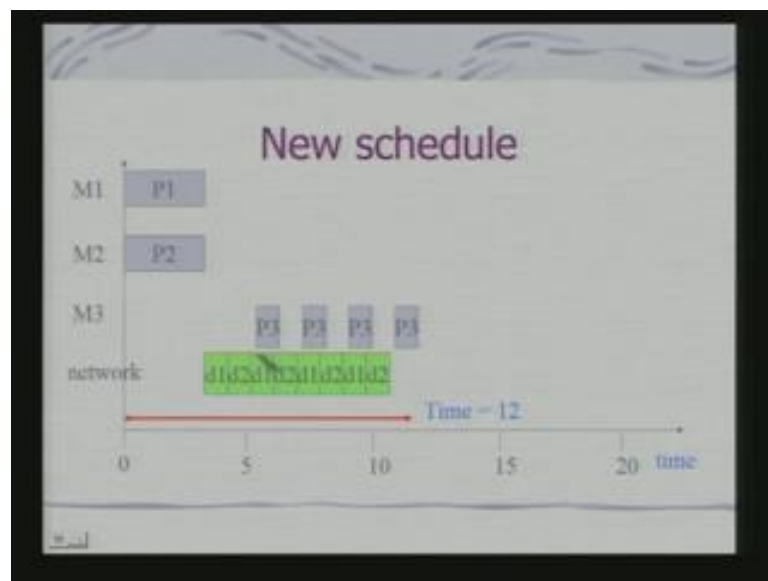 New schedule
M1 P1
M2 P2
M3 P3 P3 P3 P3
network d1d2d1d2d1d2d1d2
Time = 12
0 5 10 15 20 time